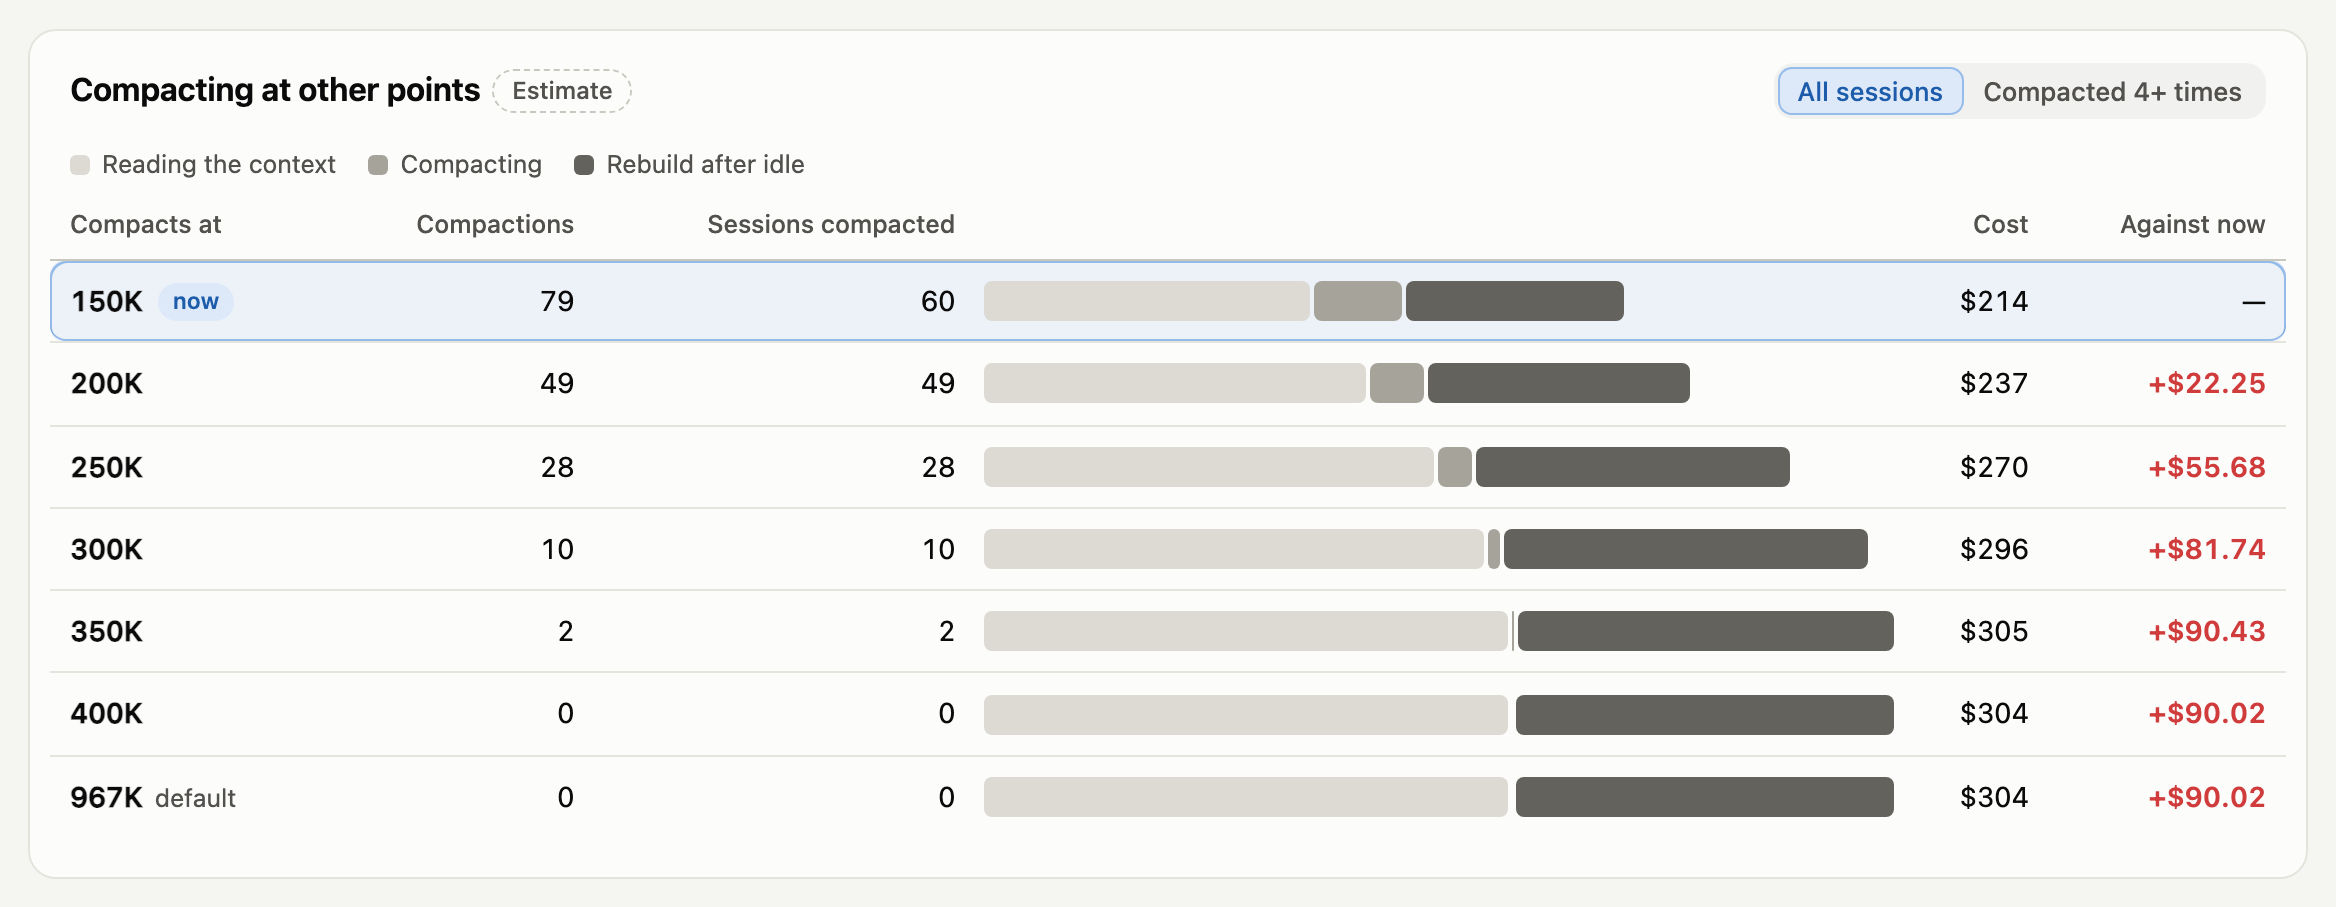 Compacting at other points Estimate All sessions Compacted 4+ times
Reading the context Compacting Rebuild after idle
Compacts at Compactions Sessions compacted Cost Against now
150K now 79 60 $214 —
200K 49 49 $237 +$22.25
250K 28 28 $270 +$55.68
300K 10 10 $296 +$81.74
350K 2 2 $305 +$90.43
400K 0 0 $304 +$90.02
967K default 0 0 $304 +$90.02